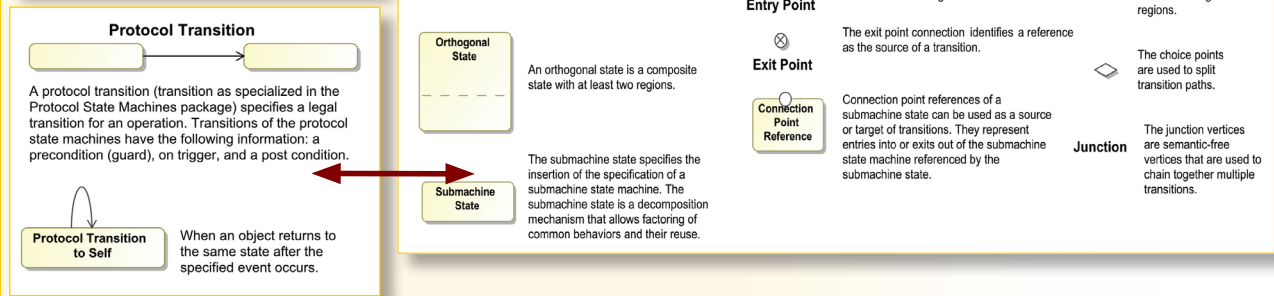 Protocol Transition
A protocol transition (transition as specialized in the
Protocol State Machines package) specifies a legal
transition for an operation. Transitions of the protocol
state machines have the following information: a
precondition (guard), on trigger, and a post condition.
Protocol Transition
to Self
When an object returns to
the same state after the
specified event occurs.
Orthogonal
State
An orthogonal state is a composite
state with at least two regions.
Submachine
State
The submachine state specifies the
insertion of the specification of a
submachine state machine. The
submachine state is a decomposition
mechanism that allows factoring of
common behaviors and their reuse.
Entry Point
Exit Point
The exit point connection identifies a reference
as the source of a transition.
Connection
Point
Reference
Connection point references of a
submachine state can be used as a source
or target of transitions. They represent
entries into or exits out of the submachine
state machine referenced by the
submachine state.
regions.
The choice points
are used to split
transition paths.
Junction
The junction vertices
are semantic-free
vertices that are used to
chain together multiple
transitions.